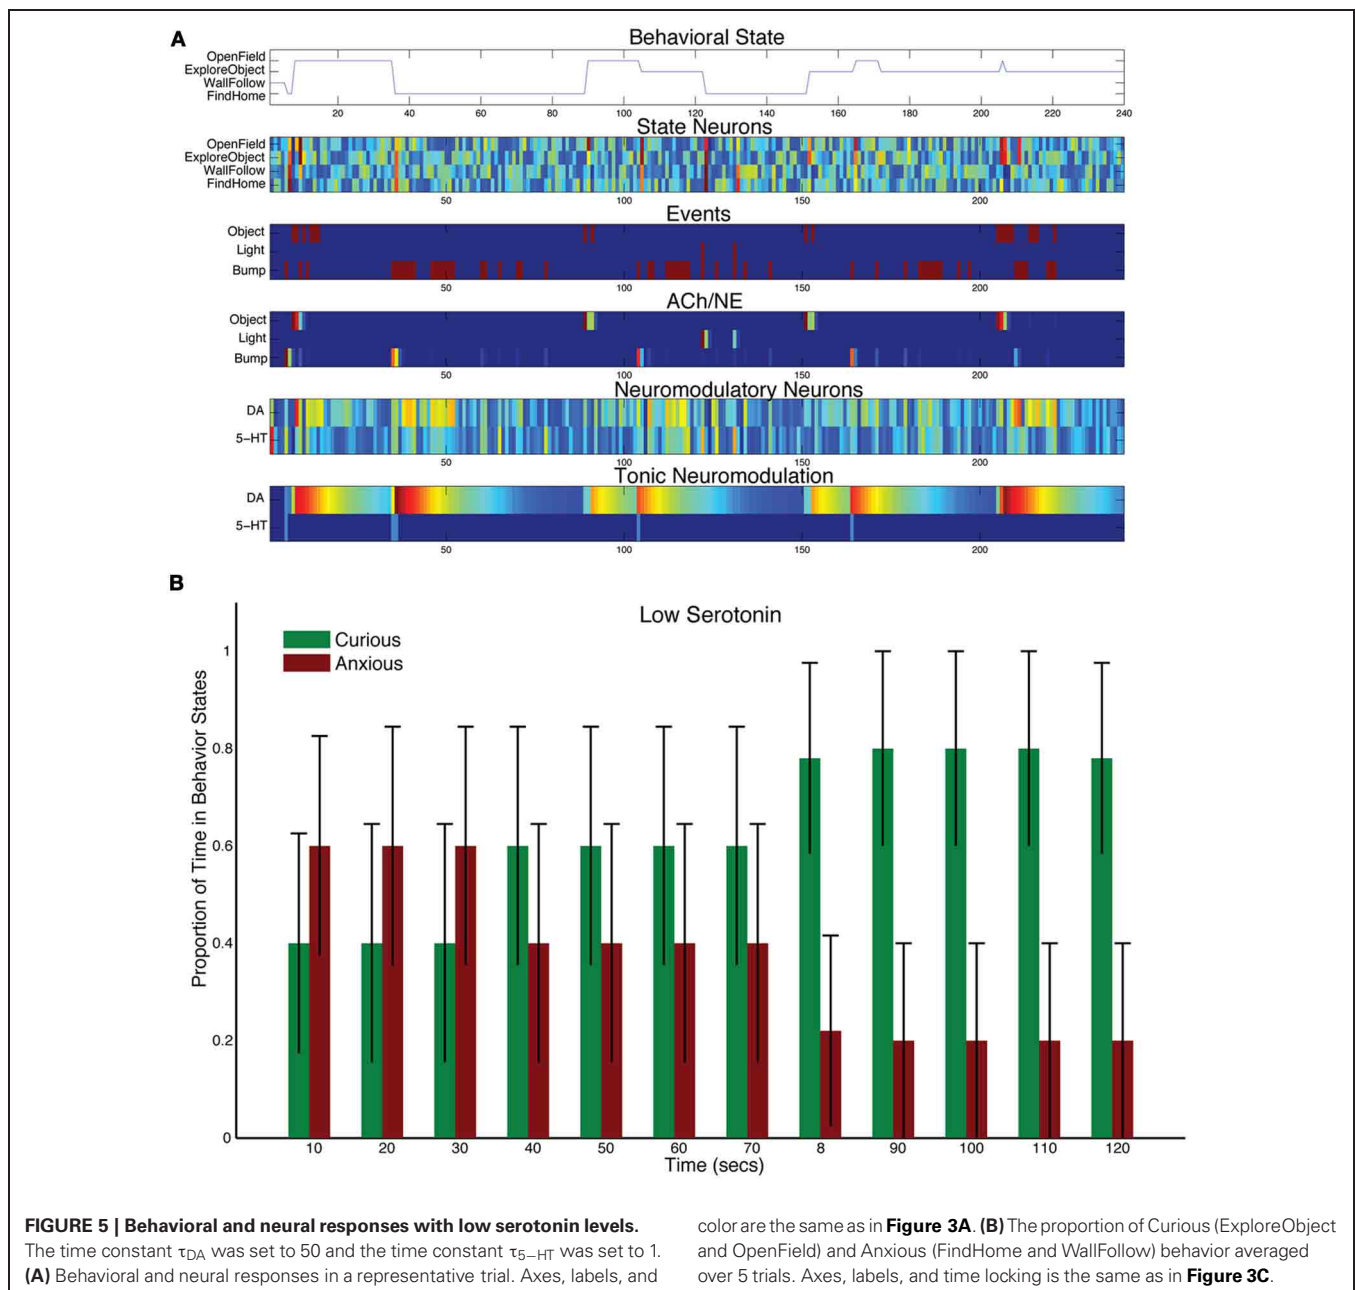 A
Behavioral State
OpenField
ExploreObject
WallFollow
FindHome
20 40 60 80 100 120 140 160 180 200 220 240
State Neurons
OpenField
ExploreObject
WallFollow
FindHome
50 100 150 200
Events
Object
Light
Bump
50 100 150 200
ACh/NE
Object
Light
Bump
50 100 150 200
Neuromodulatory Neurons
DA
5-HT
50 100 150 200
Tonic Neuromodulation
DA
5-HT
50 100 150 200
B
Low Serotonin
Curious
Anxious
Proportion of Time in Behavior States
1
0.8
0.6
0.4
0.2
0
10 20 30 40 50 60 70 8 90 100 110 120
Time (secs)
FIGURE 5 | Behavioral and neural responses with low serotonin levels.
The time constant τDA was set to 50 and the time constant τ5−HT was set to 1.
(A) Behavioral and neural responses in a representative trial. Axes, labels, and
color are the same as in Figure 3A. (B) The proportion of Curious (ExploreObject
and OpenField) and Anxious (FindHome and WallFollow) behavior averaged
over 5 trials. Axes, labels, and time locking is the same as in Figure 3C.